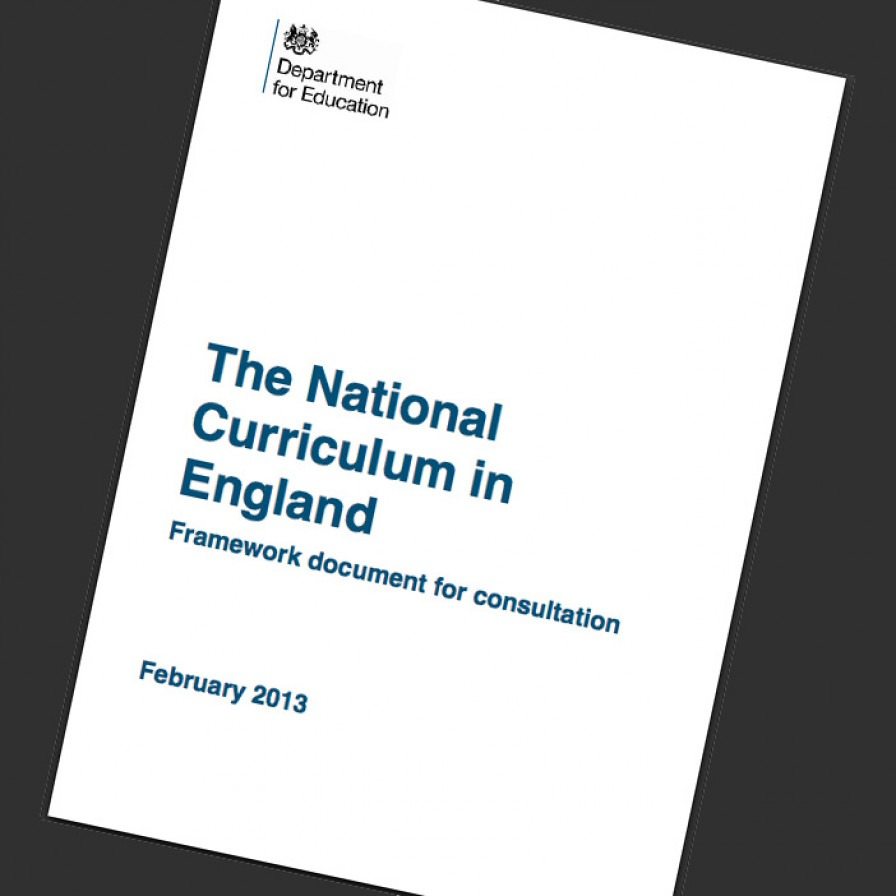 Department
for Education
The National
Curriculum in
England
Framework document for consultation
February 2013